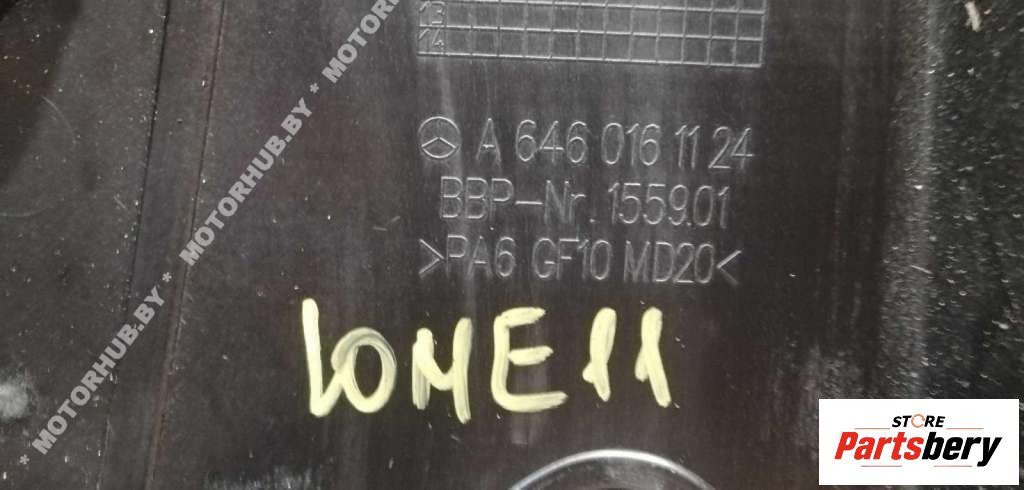 13
14
A 646 016 11 24
BBP-Nr. 1559.01
>PA6 GF10 MD20<
LOME11
* MOTORHUB.BY * MOTORHUB.BY * MOTORHUB.BY
STORE
Partsbery